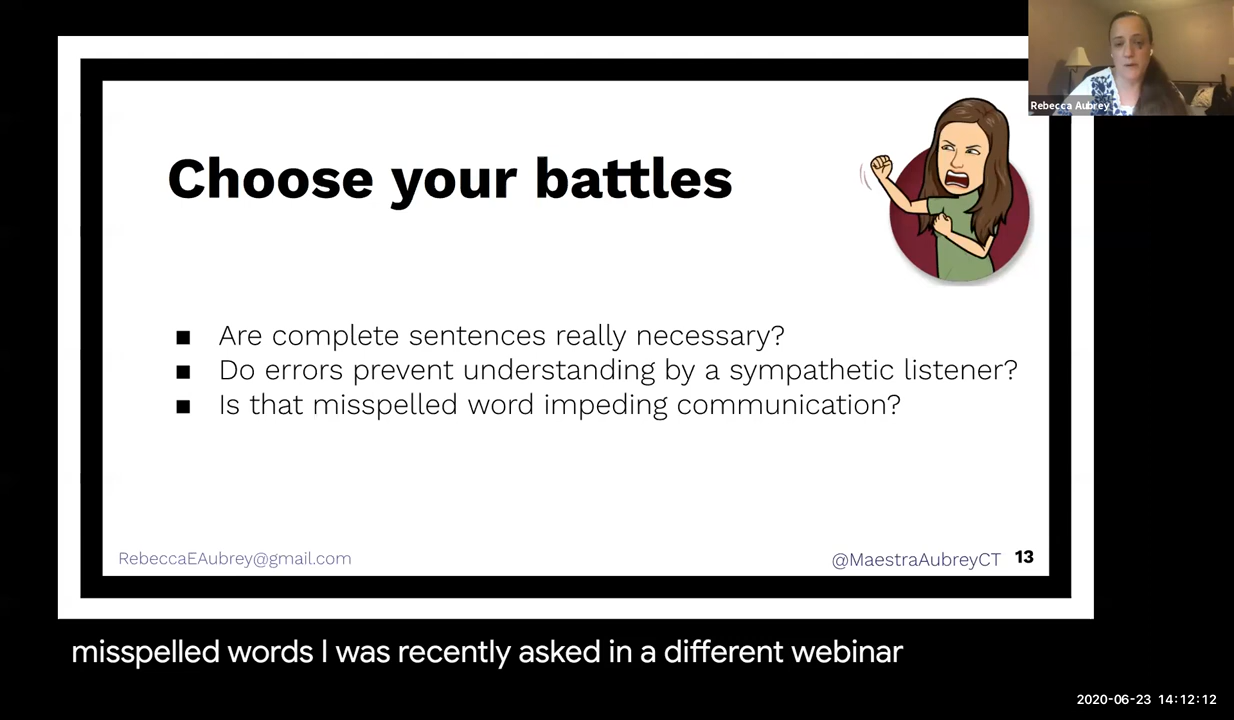 Rebecca Aubrey
Choose your battles
■ Are complete sentences really necessary?
■ Do errors prevent understanding by a sympathetic listener?
■ Is that misspelled word impeding communication?
RebeccaEAubrey@gmail.com
@MaestraAubreyCT 13
misspelled words I was recently asked in a different webinar
2020-06-23 14:12:12